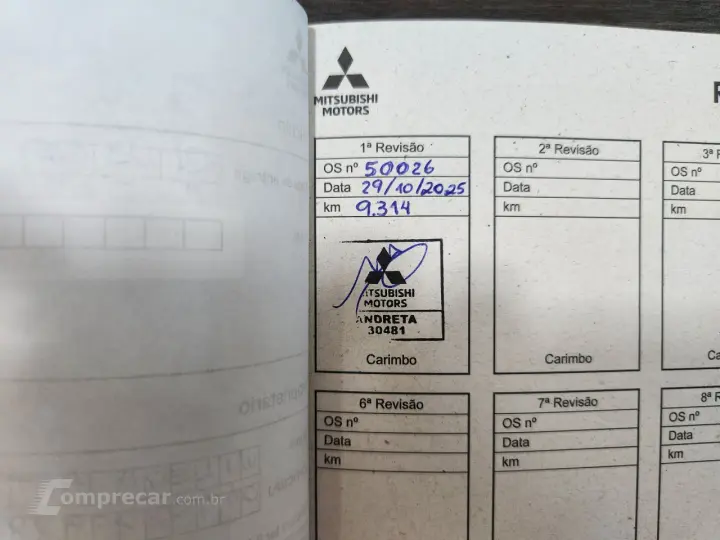 MITSUBISHI
MOTORS
R
1ª Revisão
OS nº 50026
Data 29/10/2025
km 9.314
MITSUBISHI
MOTORS
ANDRETA
30481
Carimbo
2ª Revisão
OS nº
Data
km
Carimbo
3ª R
OS nº
Data
km
Ca
6ª Revisão
OS nº
Data
km
7ª Revisão
OS nº
Data
km
8ª R
OS nº
Data
km
Comprecar.com.br